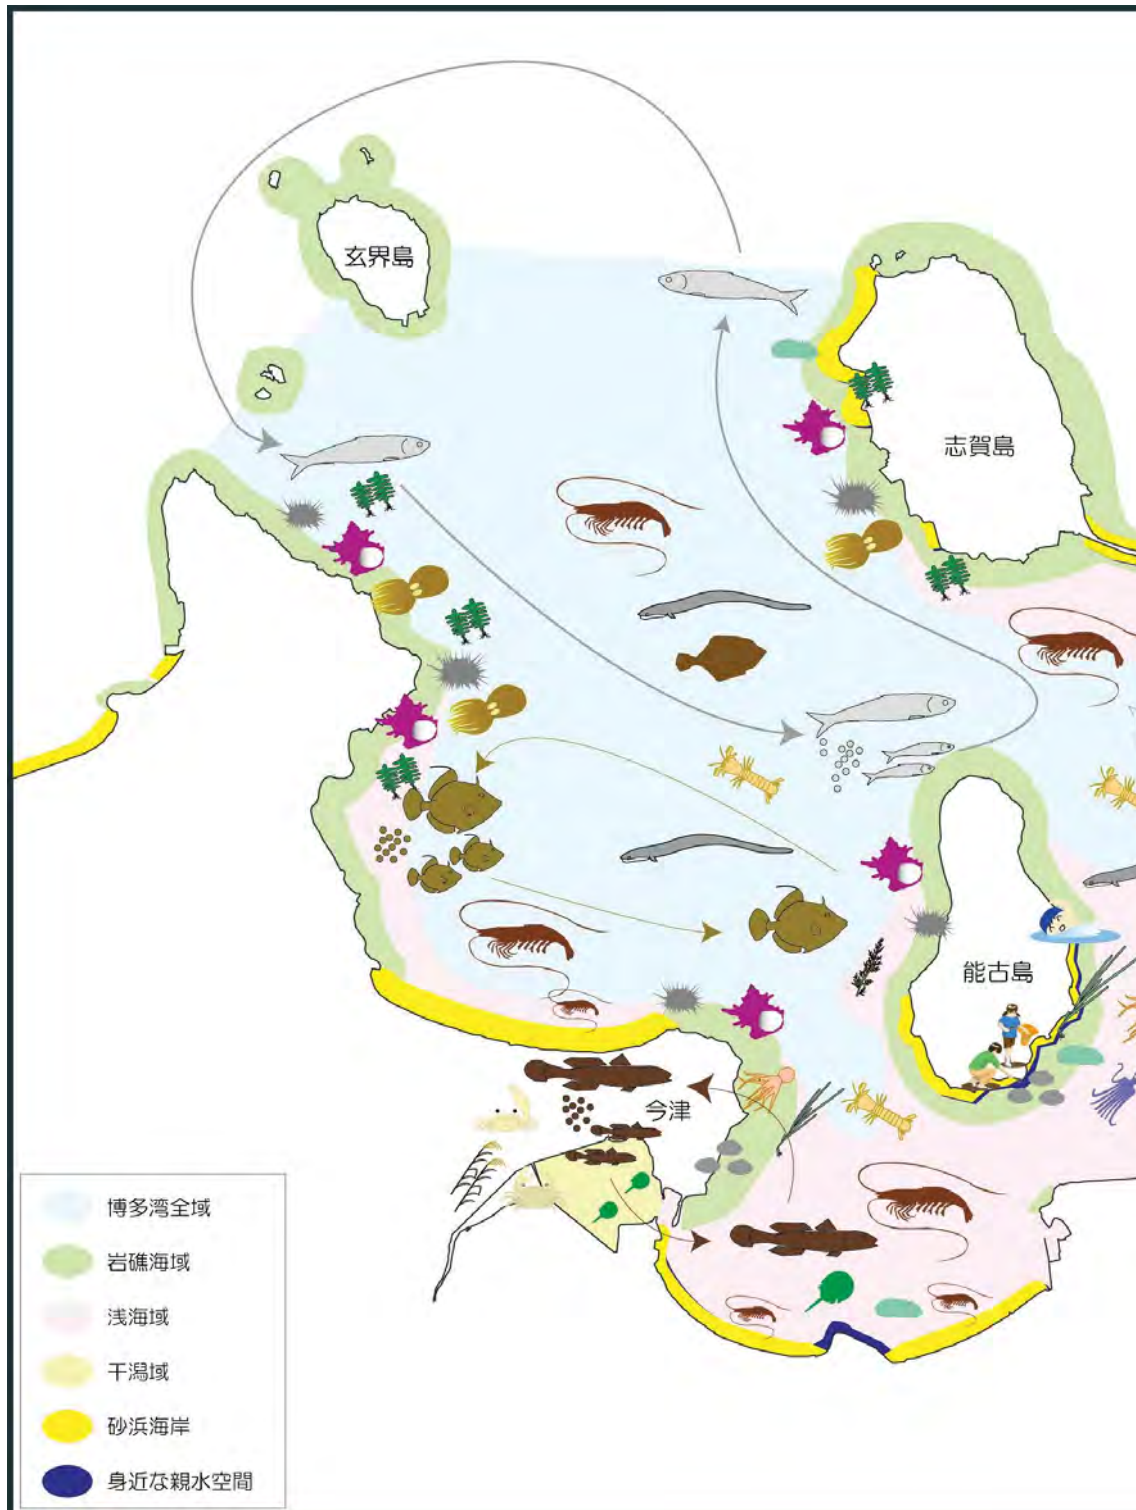 玄界島
志賀島
能古島
今津
博多湾全域
岩礁海域
浅海域
干潟域
砂浜海岸
身近な親水空間